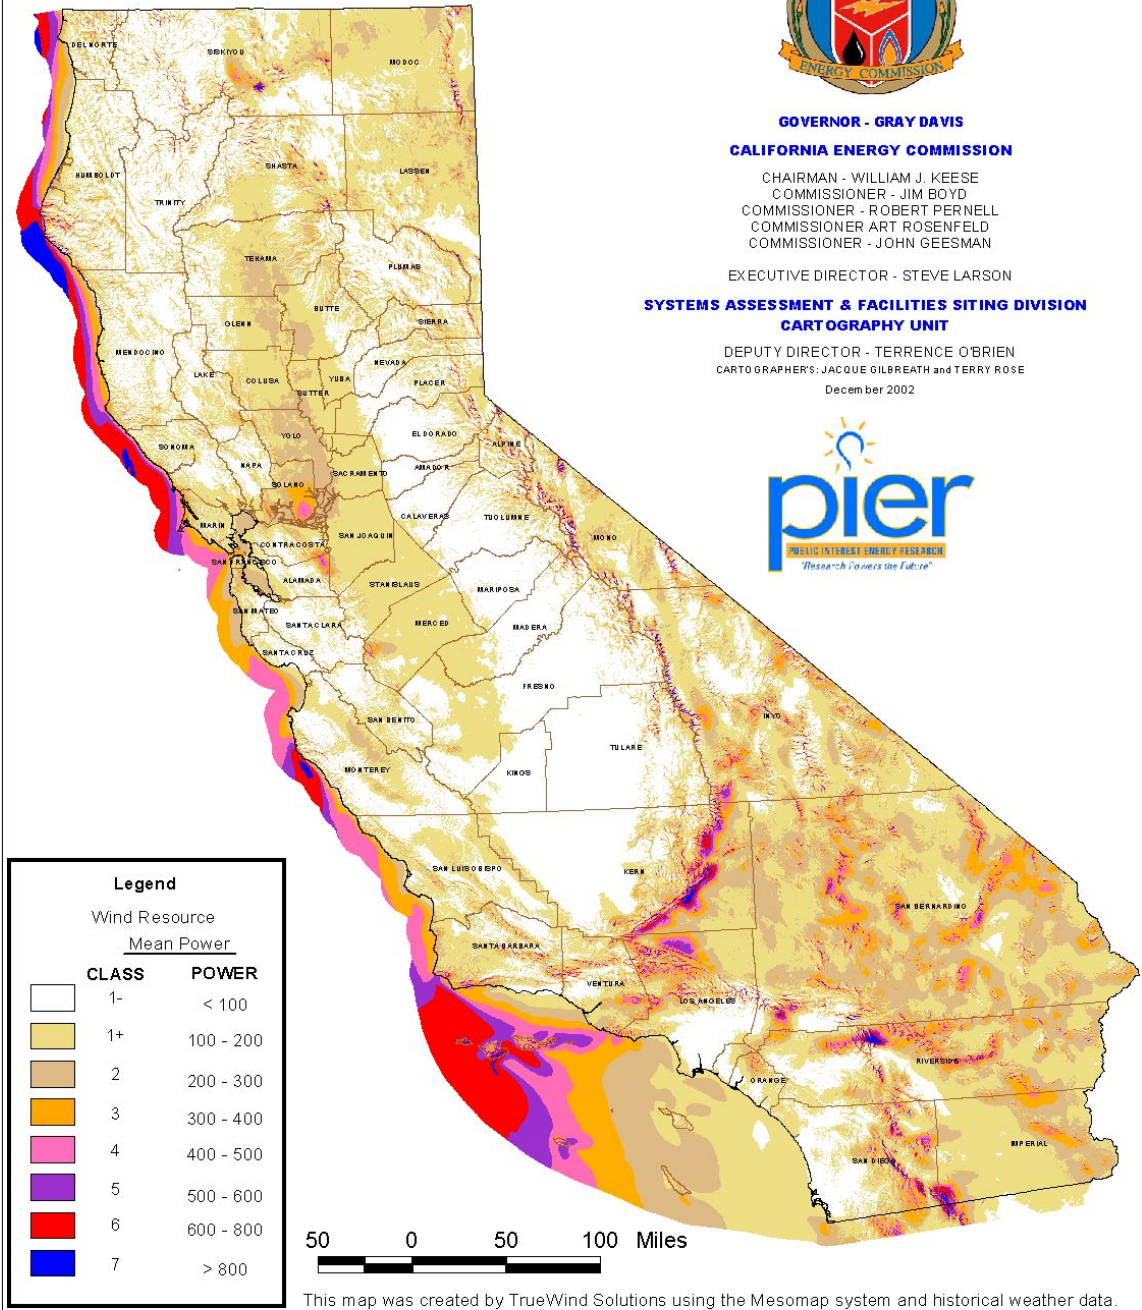 ENERGY COMMISSION
GOVERNOR - GRAY DAVIS
CALIFORNIA ENERGY COMMISSION
CHAIRMAN - WILLIAM J. KEESE
COMMISSIONER - JIM BOYD
COMMISSIONER - ROBERT PERNELL
COMMISSIONER ART ROSENFELD
COMMISSIONER - JOHN GEESMAN
EXECUTIVE DIRECTOR - STEVE LARSON
SYSTEMS ASSESSMENT & FACILITIES SITING DIVISION
CARTOGRAPHY UNIT
DEPUTY DIRECTOR - TERRENCE O'BRIEN
CARTOGRAPHER'S: JACQUE GILBREATH and TERRY ROSE
December 2002
pier
PUBLIC INTEREST ENERGY RESEARCH
"Research Powers the Future"
DEL NORTE
SISKIYOU
MODOC
HUMBOLDT
TRINITY
SHASTA
LASSEN
TEHAMA
PLUMAS
BUTTE
GLENN
SIERRA
MENDOCINO
LAKE
COLUSA
SUTTER
YUBA
NEVADA
PLACER
SONOMA
NAPA
YOLO
EL DORADO
ALPINE
SACRAMENTO
AMADOR
SOLANO
MARIN
CALAVERAS
TUOLUMNE
CONTRA COSTA
SAN JOAQUIN
MONO
SAN FRANCISCO
ALAMADA
STANISLAUS
MARIPOSA
SAN MATEO
SANTA CLARA
MERCED
MADERA
SANTA CRUZ
FRESNO
SAN BENITO
INYO
TULARE
MONTEREY
KINGS
SAN LUIS OBISPO
KERN
SAN BERNARDINO
SANTA BARBARA
VENTURA
LOS ANGELES
RIVERSIDE
ORANGE
IMPERIAL
SAN DIEGO
Legend
Wind Resource
Mean Power
CLASS POWER
1- < 100
1+ 100 - 200
2 200 - 300
3 300 - 400
4 400 - 500
5 500 - 600
6 600 - 800
7 > 800
50 0 50 100 Miles
This map was created by TrueWind Solutions using the Mesomap system and historical weather data.